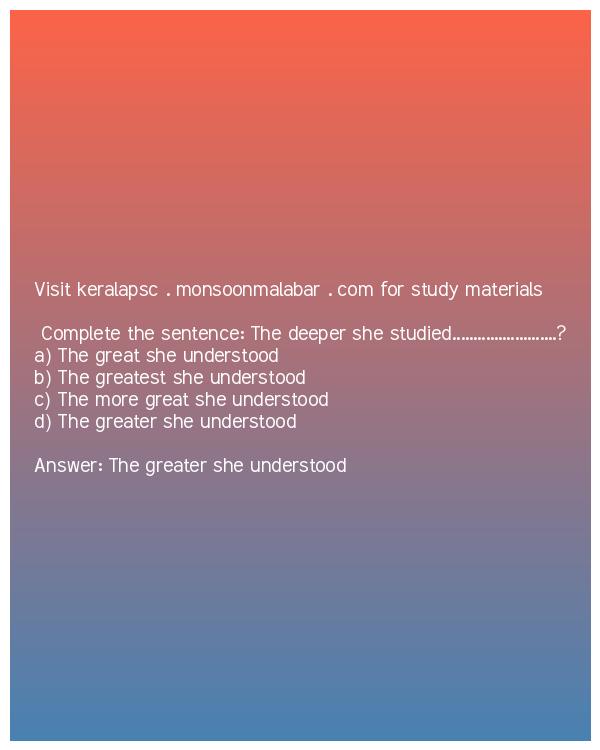 Visit keralapsc . monsoonmalabar . com for study materials
Complete the sentence: The deeper she studied.........................?
a) The great she understood
b) The greatest she understood
c) The more great she understood
d) The greater she understood
Answer: The greater she understood